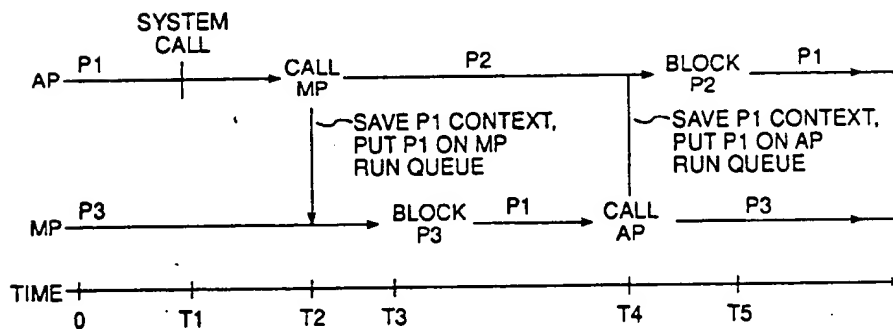 SYSTEM
CALL
AP P1 CALL MP P2 BLOCK P2 P1
SAVE P1 CONTEXT,
PUT P1 ON MP
RUN QUEUE
SAVE P1 CONTEXT,
PUT P1 ON AP
RUN QUEUE
MP P3 BLOCK P3 P1 CALL AP P3
TIME
0 T1 T2 T3 T4 T5